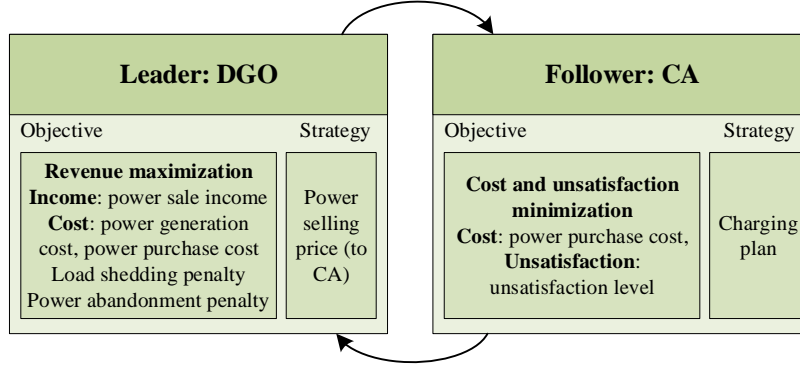 Leader: DGO
Objective
Strategy
Revenue maximization
Income: power sale income
Cost: power generation
cost, power purchase cost
Load shedding penalty
Power abandonment penalty
Power
selling
price (to
CA)
Follower: CA
Objective
Strategy
Cost and unsatisfaction
minimization
Cost: power purchase cost,
Unsatisfaction:
unsatisfaction level
Charging
plan